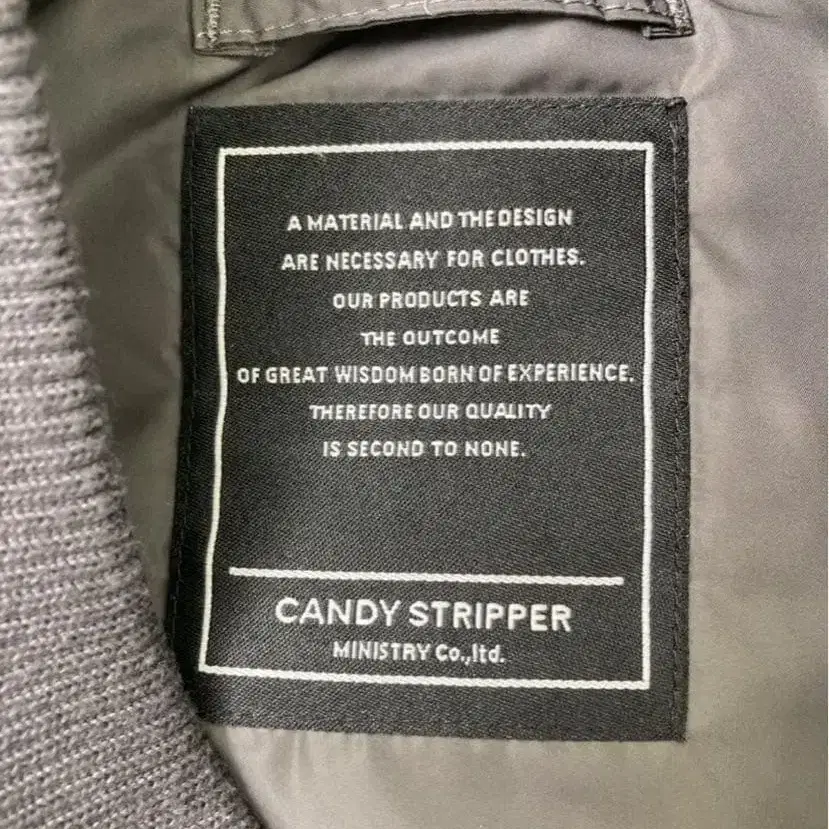 A MATERIAL AND THE DESIGN
ARE NECESSARY FOR CLOTHES.
OUR PRODUCTS ARE
THE OUTCOME
OF GREAT WISDOM BORN OF EXPERIENCE.
THEREFORE OUR QUALITY
IS SECOND TO NONE.
CANDY STRIPPER
MINISTRY Co.,ltd.